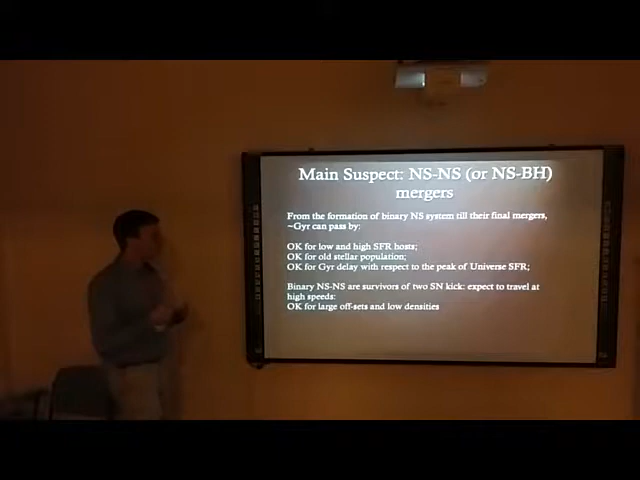 Main Suspect: NS-NS (or NS-BH)
mergers
From the formation of binary NS system till their final mergers,
~Gyr can pass by:
OK for low and high SFR hosts;
OK for old stellar population;
OK for Gyr delay with respect to the peak of Universe SFR;
Binary NS-NS are survivors of two SN kick: expect to travel at
high speeds:
OK for large off-sets and low densities